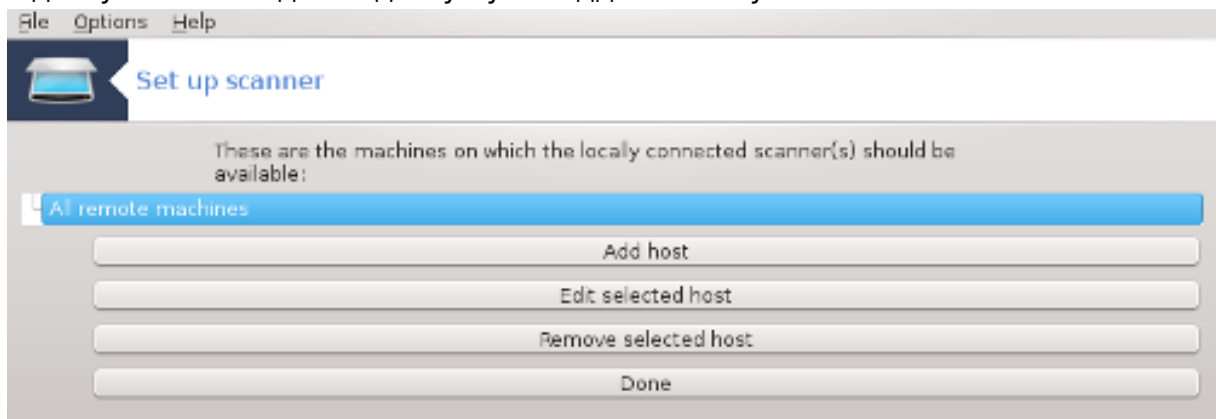 File Options Help
Set up scanner
These are the machines on which the locally connected scanner(s) should be
available:
All remote machines
Add host
Edit selected host
Remove selected host
Done